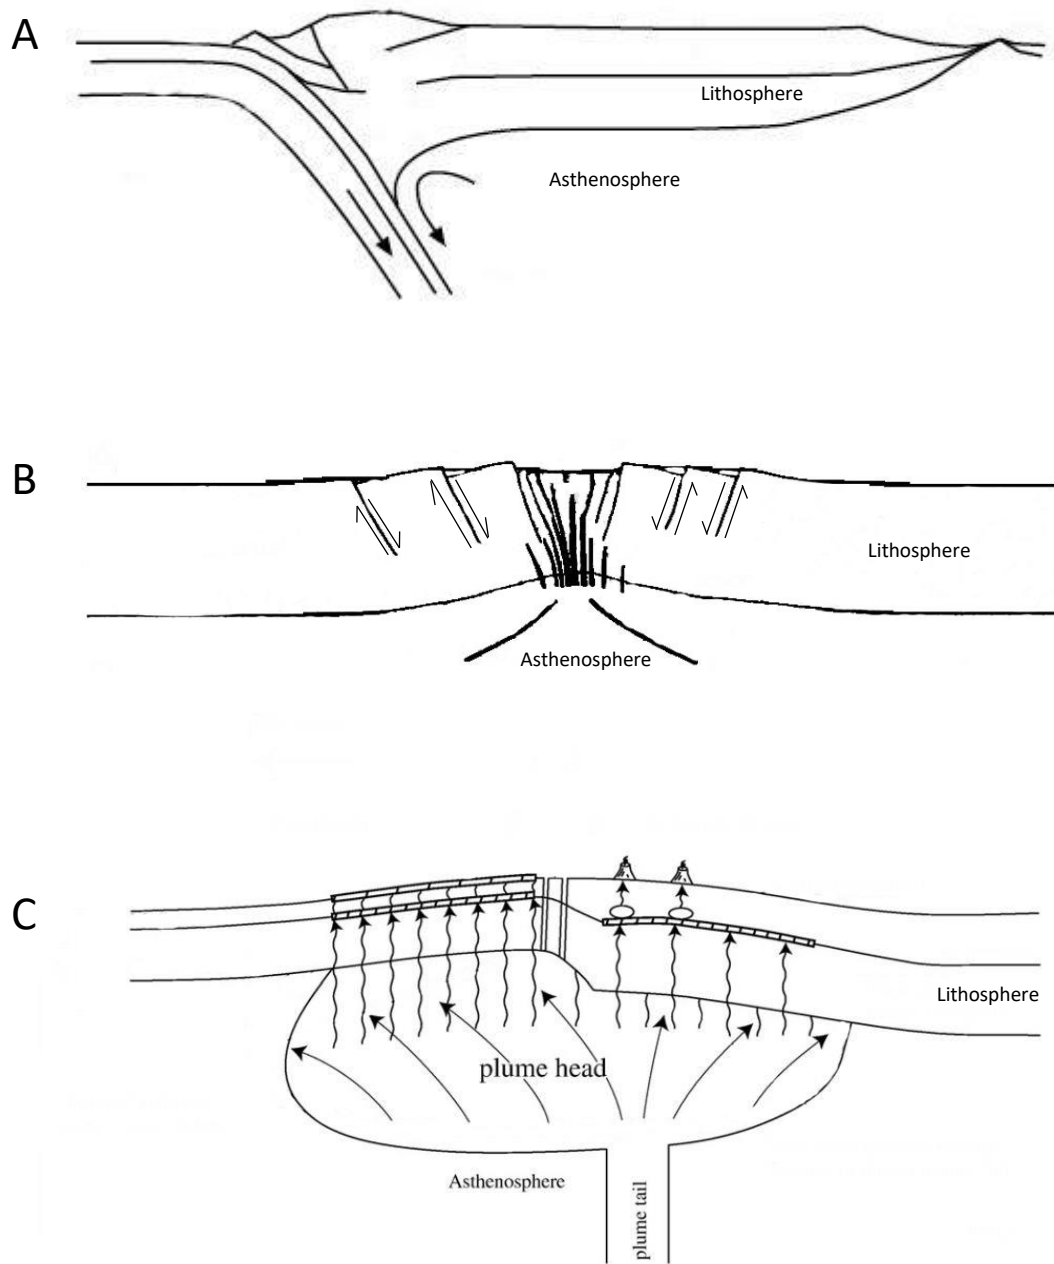 A
Lithosphere
Asthenosphere
B
Lithosphere
Asthenosphere
C
Lithosphere
plume head
Asthenosphere
plume tail